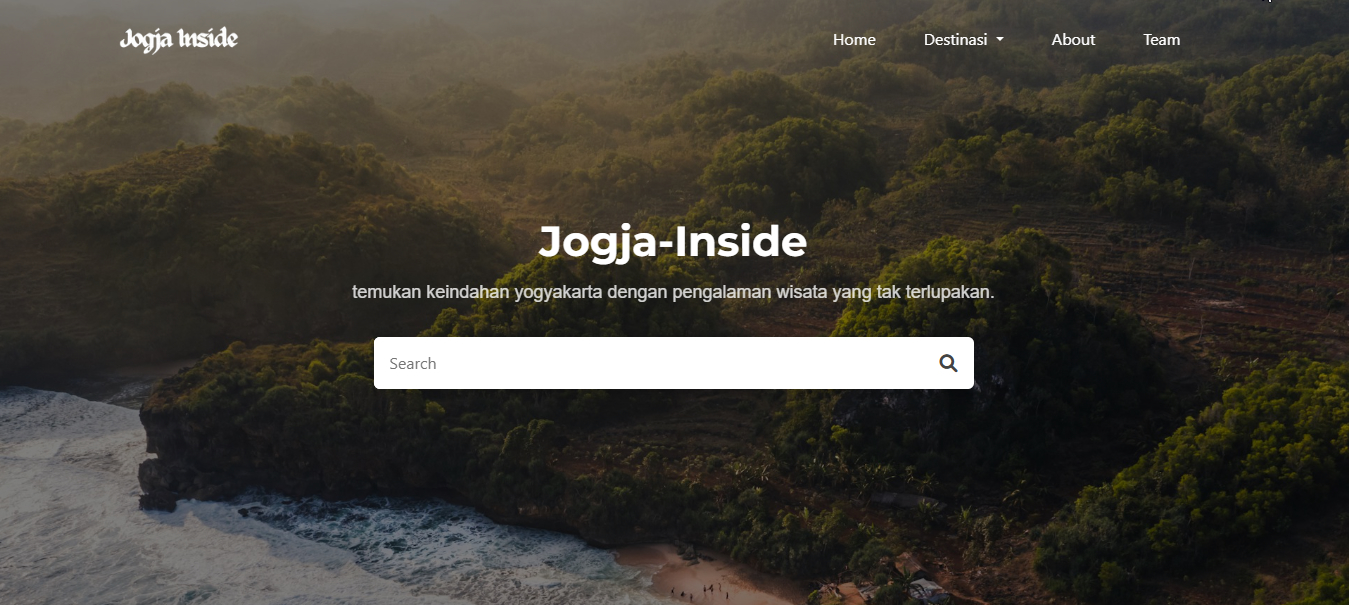 Jogja Inside
Home Destinasi About Team
Jogja-Inside
temukan keindahan yogyakarta dengan pengalaman wisata yang tak terlupakan.
Search